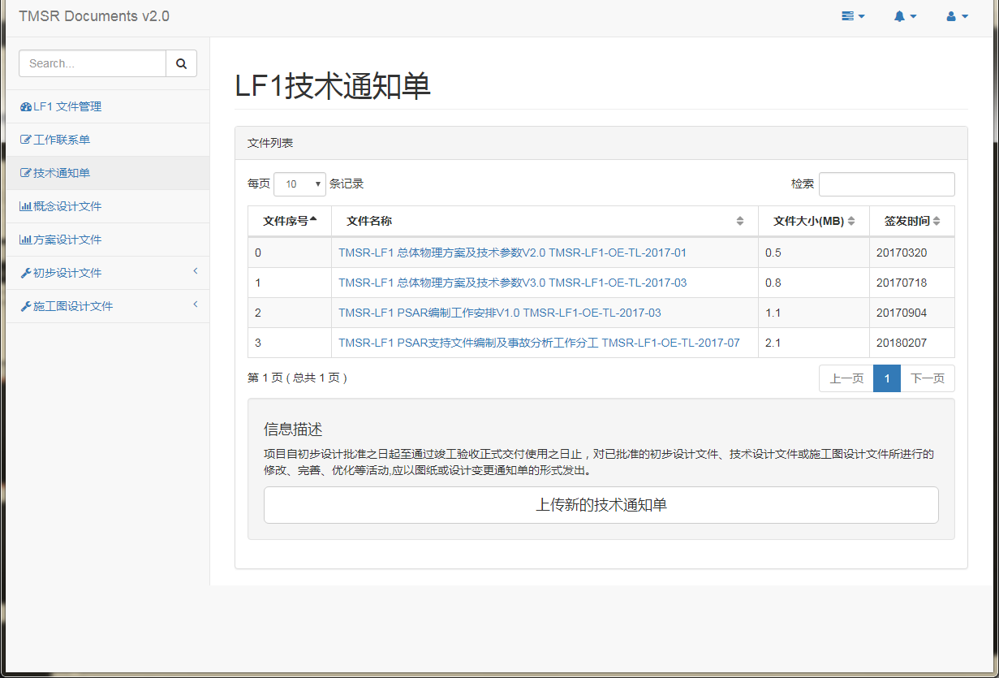 TMSR Documents v2.0
Search...
LF1 文件管理
工作联系单
技术通知单
概念设计文件
方案设计文件
初步设计文件
施工图设计文件
LF1技术通知单
文件列表
每页 10 条记录 检索
文件序号 文件名称 文件大小(MB) 签发时间
0 TMSR-LF1 总体物理方案及技术参数V2.0 TMSR-LF1-OE-TL-2017-01 0.5 20170320
1 TMSR-LF1 总体物理方案及技术参数V3.0 TMSR-LF1-OE-TL-2017-03 0.8 20170718
2 TMSR-LF1 PSAR编制工作安排V1.0 TMSR-LF1-OE-TL-2017-03 1.1 20170904
3 TMSR-LF1 PSAR支持文件编制及事故分析工作分工 TMSR-LF1-OE-TL-2017-07 2.1 20180207
第 1 页 ( 总共 1 页 ) 上一页 1 下一页
信息描述
项目自初步设计批准之日起至通过竣工验收正式交付使用之日止，对已批准的初步设计文件、技术设计文件或施工图设计文件所进行的
修改、完善、优化等活动,应以图纸或设计变更通知单的形式发出。
上传新的技术通知单